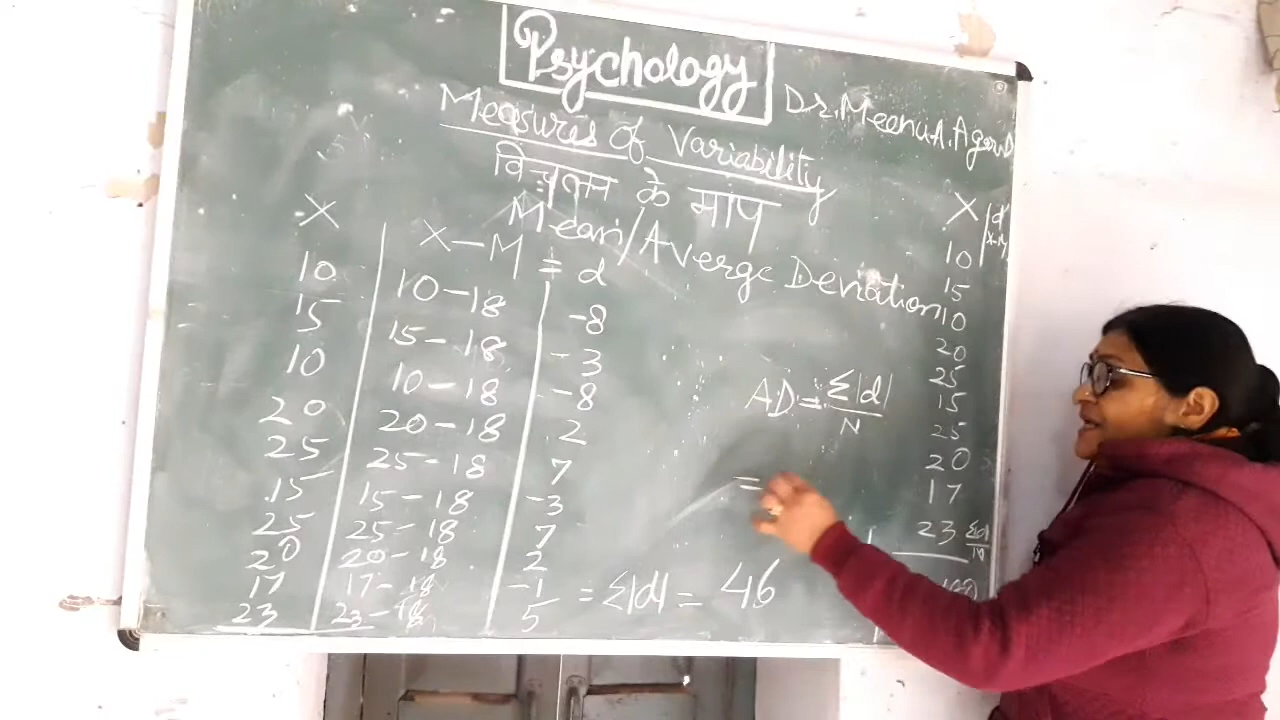 Psychology
Dr. Meenu A. Agarwal
Measures of Variability
विचलन के माप
Mean/Averge Deviation
X X-M = d
10 10-18 -8
15 15-18 -3
10 10-18 -8
20 20-18 2
25 25-18 7
15 15-18 -3
25 25-18 7
20 20-18 2
17 17-18 -1
23 23-18 5
= Σ|d| = 46
AD = Σ|d|
N
=
X d
X-M
10
15
10
20
25
15
25
20
17
23